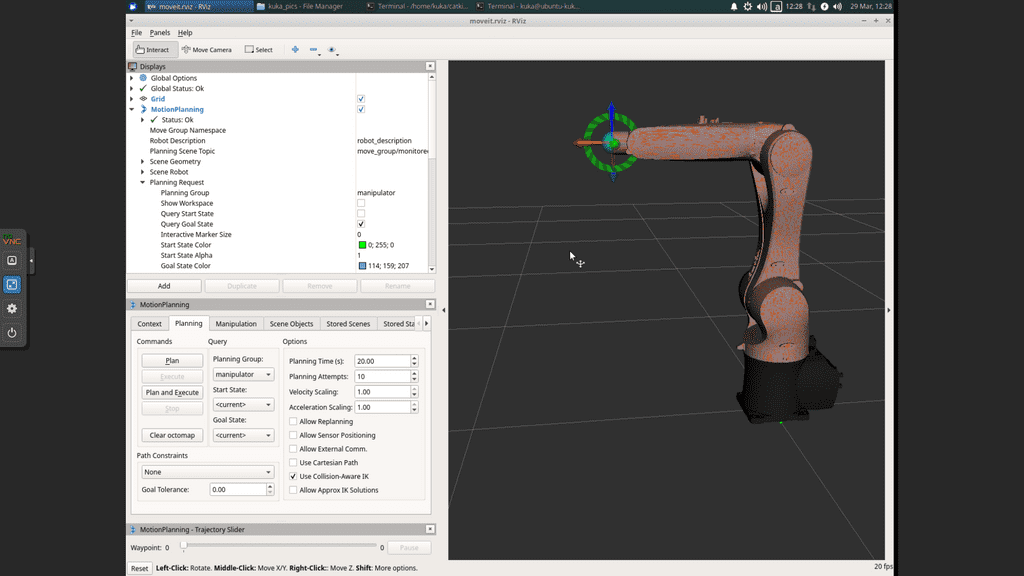 moveit.rviz - RViz
kuka_pics - File Manager
Terminal - /home/kuka/catki...
Terminal - kuka@ubuntu-kuk...
a
12:28
29 Mar, 12:28
moveit.rviz - RViz
File Panels Help
Interact Move Camera Select
Displays
Global Options
Global Status: Ok
Grid
MotionPlanning
Status: Ok
Move Group Namespace
Robot Description robot_description
Planning Scene Topic move_group/monitore
Scene Geometry
Scene Robot
Planning Request
Planning Group manipulator
Show Workspace
Query Start State
Query Goal State
Interactive Marker Size 0
Start State Color 0; 255; 0
Start State Alpha 1
Goal State Color 114; 159; 207
Add Duplicate Remove Rename
MotionPlanning
Context Planning Manipulation Scene Objects Stored Scenes Stored Sta
Commands Query Options
Plan
Execute
Plan and Execute
Stop
Clear octomap
Planning Group:
manipulator
Start State:
<current>
Goal State:
<current>
Planning Time (s): 20.00
Planning Attempts: 10
Velocity Scaling: 1.00
Acceleration Scaling: 1.00
Allow Replanning
Allow Sensor Positioning
Allow External Comm.
Use Cartesian Path
Use Collision-Aware IK
Allow Approx IK Solutions
Path Constraints
None
Goal Tolerance: 0.00
MotionPlanning - Trajectory Slider
Waypoint: 0 0 Pause
Reset Left-Click: Rotate. Middle-Click: Move X/Y. Right-Click:: Move Z. Shift: More options.
20 fps
VNC
A